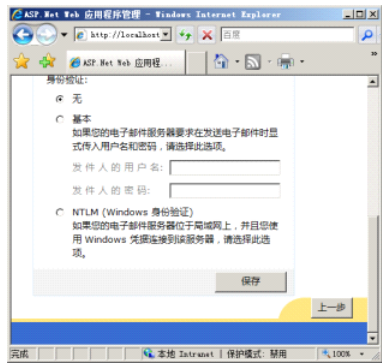 ASP.Net Web 应用程序管理 - Windows Internet Explorer
http://localhost
百度
ASP.Net Web 应用程...
身份验证:
无
基本
如果您的电子邮件服务器要求在发送电子邮件时显
式传入用户名和密码，请选择此选项。
发 件 人 的 用 户 名:
发 件 人 的 密 码:
NTLM (Windows 身份验证)
如果您的电子邮件服务器位于局域网上，并且您使
用 Windows 凭据连接到该服务器，请选择此选
项。
保存
上一步
完成
本地 Intranet | 保护模式: 禁用
100%